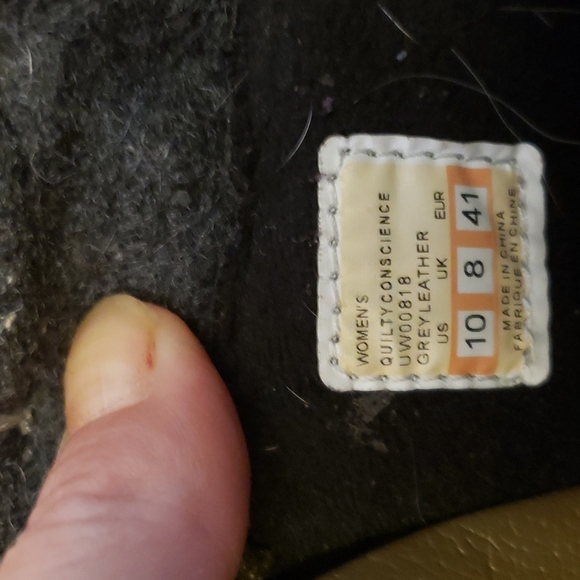 WOMEN'S
QUILTYCONSCIENCE
UW00818
GREYLEATHER
US UK EUR
10 8 41
MADE IN CHINA
FABRIQUE EN CHINE